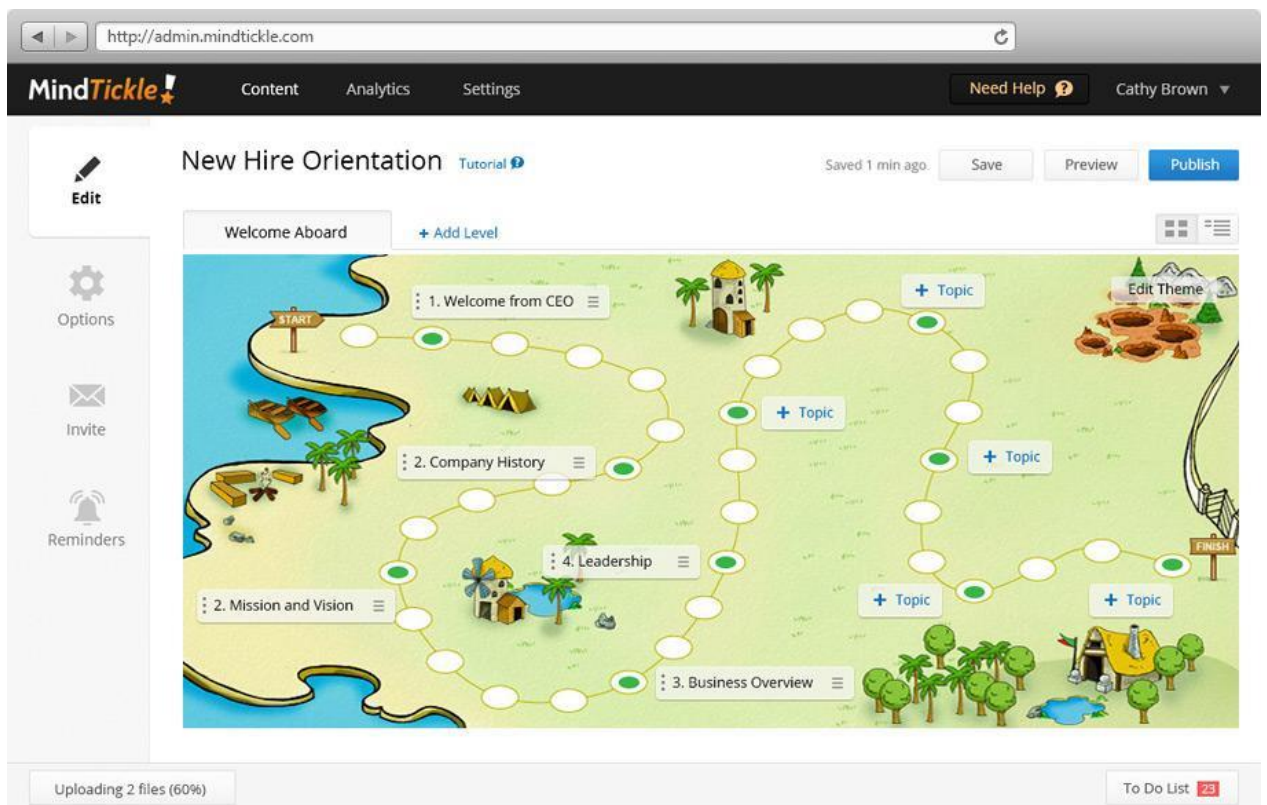 http://admin.mindtickle.com
MindTickle! Content Analytics Settings Need Help ? Cathy Brown
Edit
New Hire Orientation Tutorial ? Saved 1 min ago. Save Preview Publish
Welcome Aboard + Add Level
Options
Invite
Reminders
START
1. Welcome from CEO
+ Topic
Edit Theme
+ Topic
2. Company History
+ Topic
4. Leadership
FINISH
2. Mission and Vision
+ Topic
+ Topic
3. Business Overview
Uploading 2 files (60%)
To Do List 23